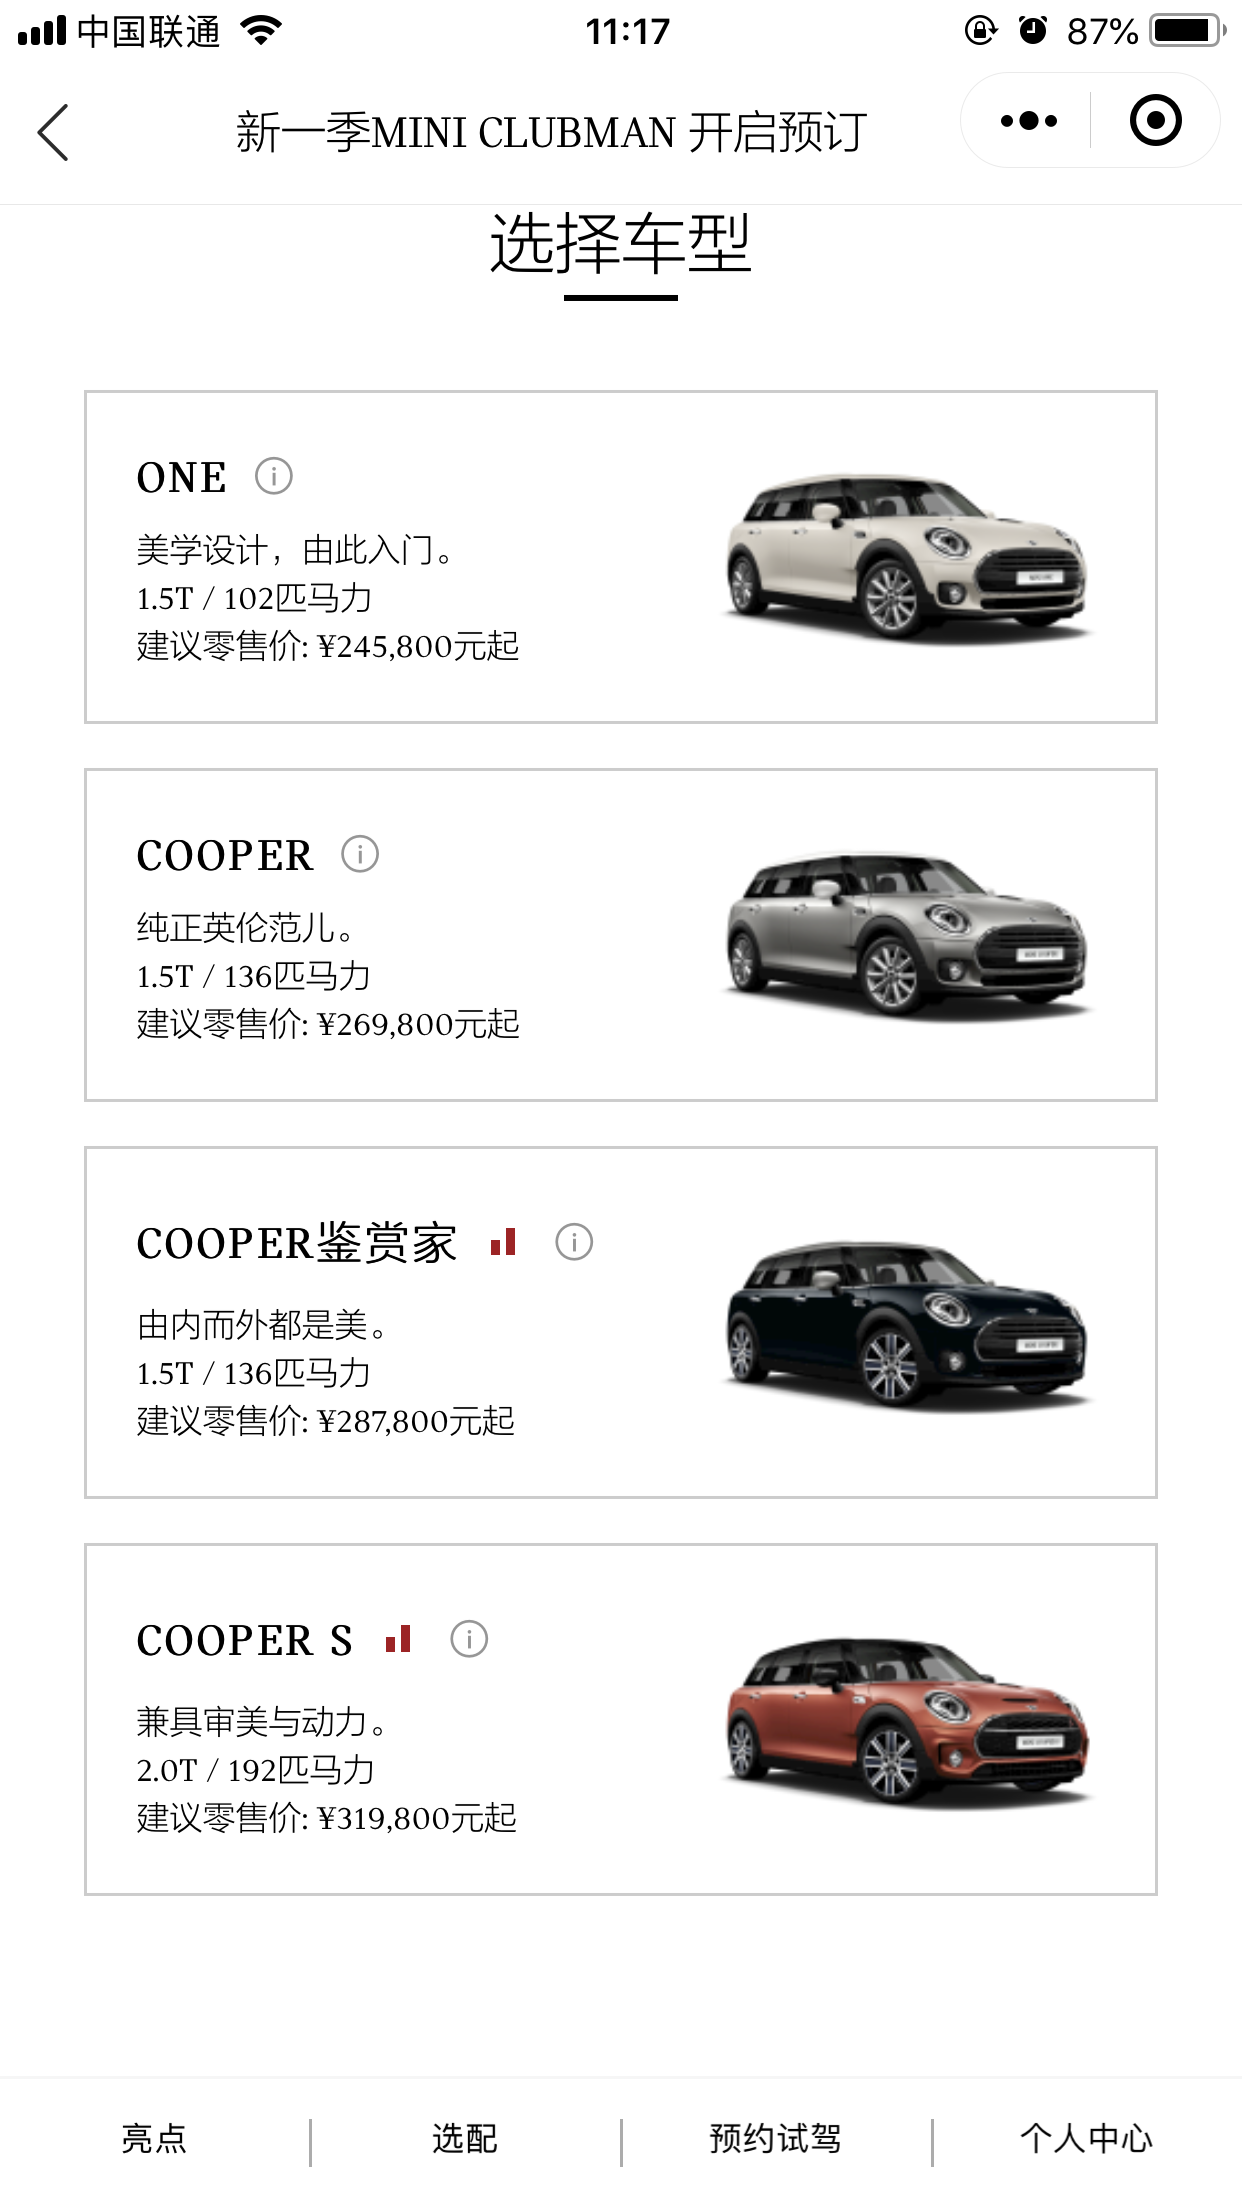 中国联通
11:17
87%
新一季MINI CLUBMAN 开启预订
选择车型
ONE
美学设计，由此入门。
1.5T / 102匹马力
建议零售价: ¥245,800元起
COOPER
纯正英伦范儿。
1.5T / 136匹马力
建议零售价: ¥269,800元起
COOPER鉴赏家
由内而外都是美。
1.5T / 136匹马力
建议零售价: ¥287,800元起
COOPER S
兼具审美与动力。
2.0T / 192匹马力
建议零售价: ¥319,800元起
亮点
选配
预约试驾
个人中心